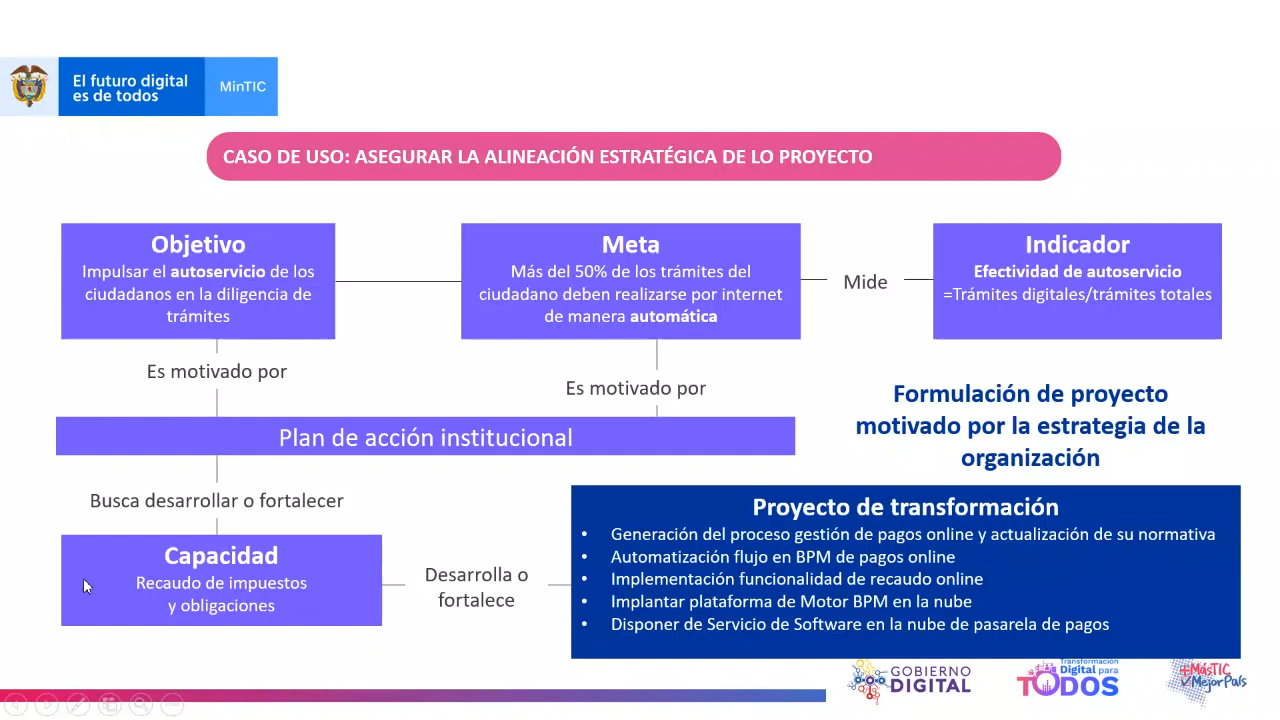 El futuro digital
es de todos
MinTIC
CASO DE USO: ASEGURAR LA ALINEACIÓN ESTRATÉGICA DE LO PROYECTO
Objetivo
Impulsar el autoservicio de los
ciudadanos en la diligencia de
trámites
Meta
Más del 50% de los trámites del
ciudadano deben realizarse por internet
de manera automática
Mide
Indicador
Efectividad de autoservicio
=Trámites digitales/trámites totales
Es motivado por
Es motivado por
Plan de acción institucional
Formulación de proyecto
motivado por la estrategia de la
organización
Busca desarrollar o fortalecer
Capacidad
Recaudo de impuestos
y obligaciones
Desarrolla o
fortalece
Proyecto de transformación
• Generación del proceso gestión de pagos online y actualización de su normativa
• Automatización flujo en BPM de pagos online
• Implementación funcionalidad de recaudo online
• Implantar plataforma de Motor BPM en la nube
• Disponer de Servicio de Software en la nube de pasarela de pagos
GOBIERNO
DIGITAL
Transformación
Digital para
TODOS
+MásTIC
✓MejorPaís